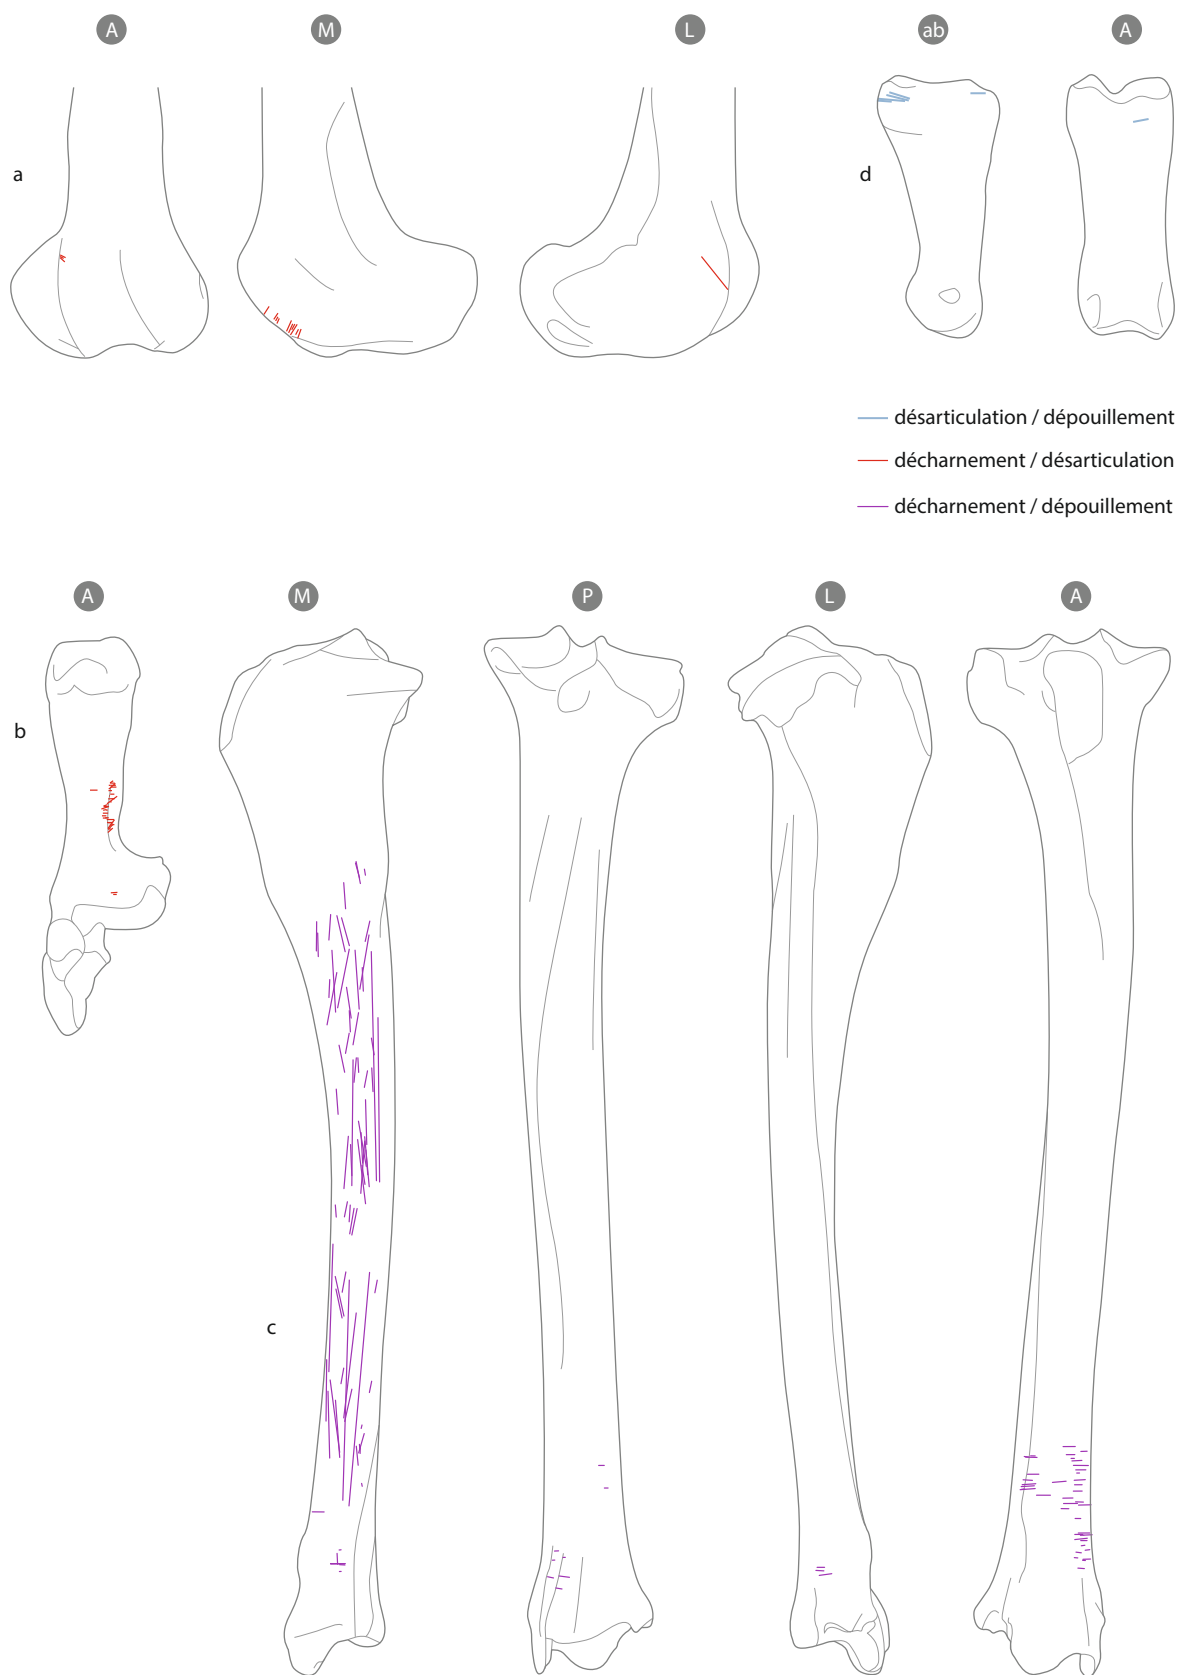 A M L ab A
a d
désarticulation / dépouillement
décharnement / désarticulation
décharnement / dépouillement
A M P L A
b
c